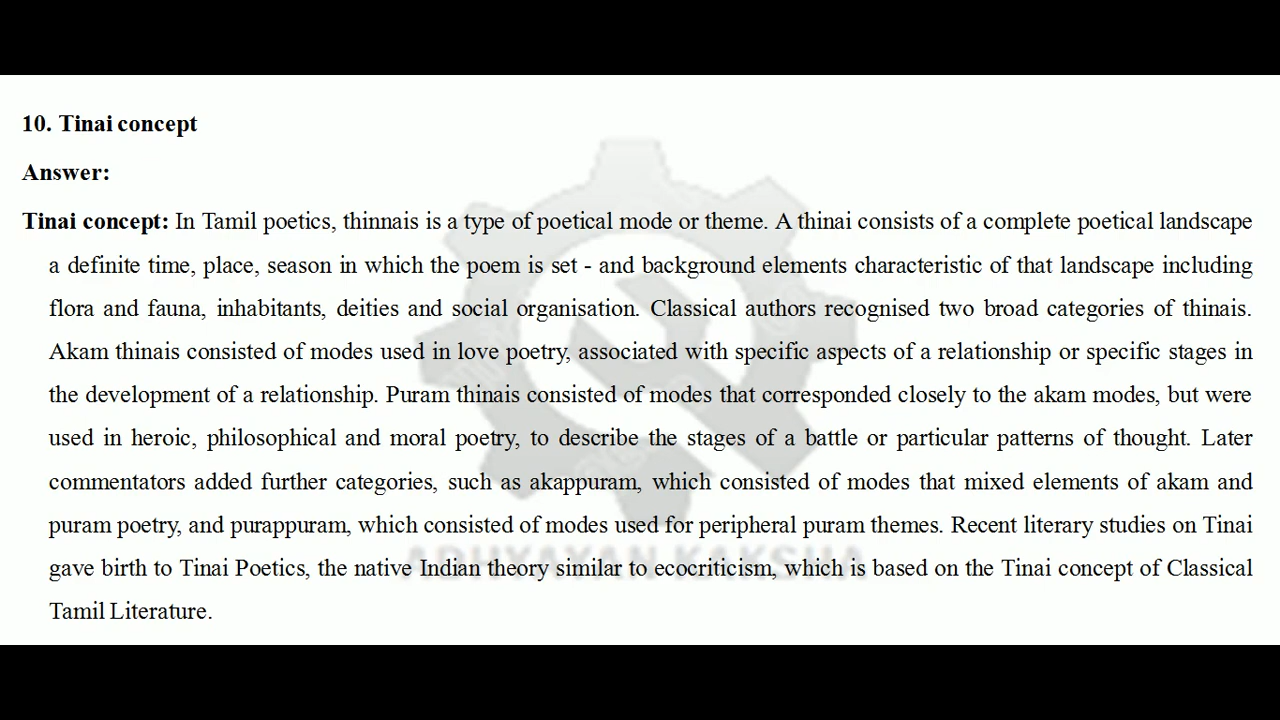 10. Tinai concept
Answer:
Tinai concept: In Tamil poetics, thinnais is a type of poetical mode or theme. A thinai consists of a complete poetical landscape
a definite time, place, season in which the poem is set - and background elements characteristic of that landscape including
flora and fauna, inhabitants, deities and social organisation. Classical authors recognised two broad categories of thinais.
Akam thinais consisted of modes used in love poetry, associated with specific aspects of a relationship or specific stages in
the development of a relationship. Puram thinais consisted of modes that corresponded closely to the akam modes, but were
used in heroic, philosophical and moral poetry, to describe the stages of a battle or particular patterns of thought. Later
commentators added further categories, such as akappuram, which consisted of modes that mixed elements of akam and
puram poetry, and purappuram, which consisted of modes used for peripheral puram themes. Recent literary studies on Tinai
gave birth to Tinai Poetics, the native Indian theory similar to ecocriticism, which is based on the Tinai concept of Classical
ADHYAYAN KAKSHA
Tamil Literature.